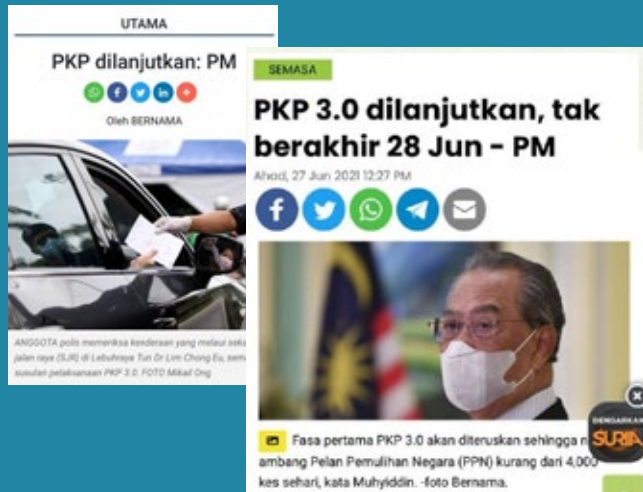 UTAMA
PKP dilanjutkan: PM
Oleh BERNAMA
ANGGOTA polis memeriksa kenderaan yang melaui
jalan raya (SJR) di Lebuhraya Tun Dr Lim Chong Eu,
susulan pelaksanaan PKP 3.0. FOTO Mikail Ong
SEMASA
PKP 3.0 dilanjutkan, tak
berakhir 28 Jun - PM
Ahad, 27 Jun 2021 12:27 PM
DENGARKAN
SURIA
Fasa pertama PKP 3.0 akan diteruskan sehingga
ambang Pelan Pemulihan Negara (PPN) kurang dari 4,000
kes sehari, kata Muhyiddin. -foto Bernama.